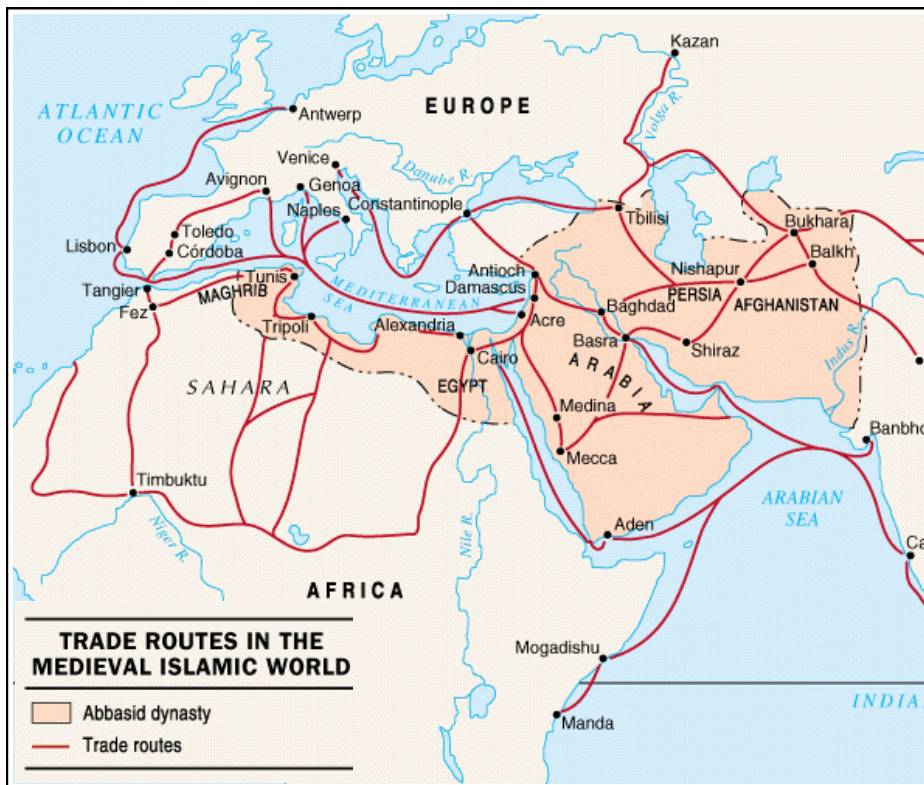 Kazan
ATLANTIC
OCEAN
Antwerp
EUROPE
Volga R.
Venice
Danube R.
Avignon
Genoa
Naples
Constantinople
Tbilisi
Bukhara
Toledo
Córdoba
Lisbon
Antioch
Nishapur
Balkh
Tangier
Tunis
MAGHRIB
MEDITERRANEAN
SEA
Damascus
PERSIA
AFGHANISTAN
Fez
Tripoli
Alexandria
Acre
Baghdad
Basra
Shiraz
Indus R.
Cairo
SAHARA
EGYPT
ARABIA
Medina
Banbho
Mecca
Timbuktu
ARABIAN
SEA
Niger R.
Nile R.
Aden
Ca
AFRICA
TRADE ROUTES IN THE
MEDIEVAL ISLAMIC WORLD
Mogadishu
Abbasid dynasty
Manda
INDIA
Trade routes